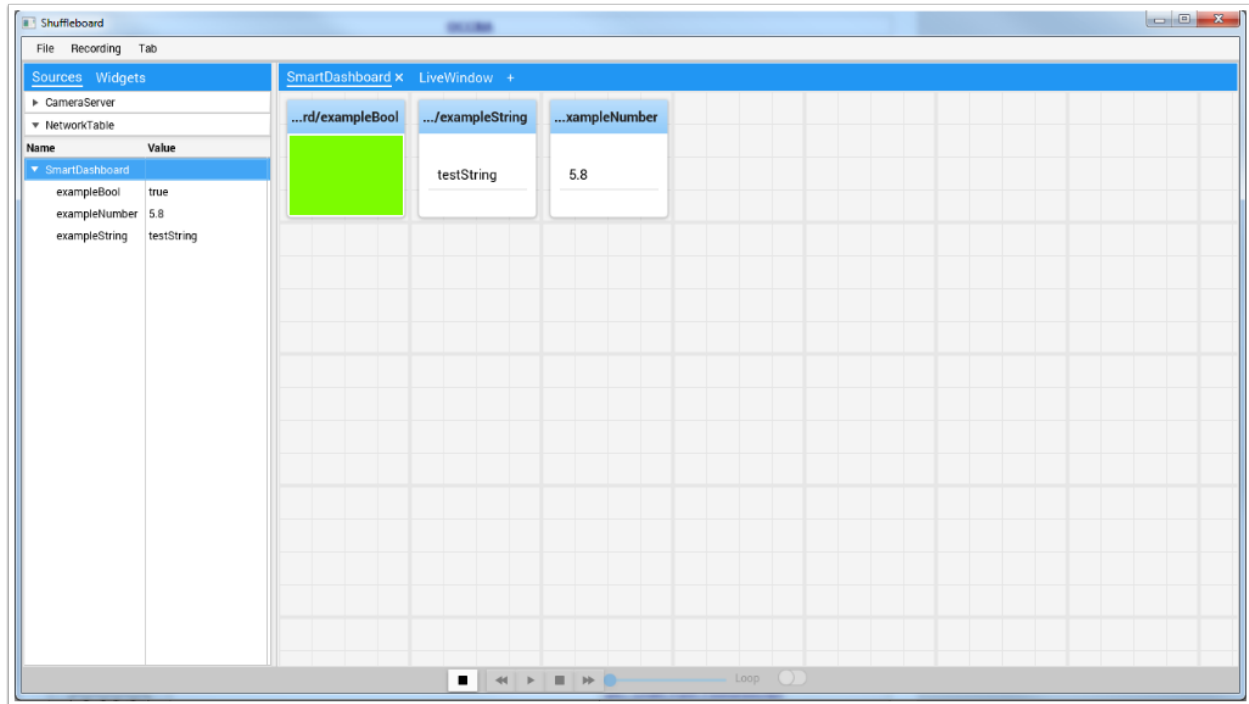 Shuffleboard
File Recording Tab
Sources Widgets
SmartDashboard × LiveWindow +
CameraServer
NetworkTable
Name Value
SmartDashboard
exampleBool true
exampleNumber 5.8
exampleString testString
...rd/exampleBool
.../exampleString
testString
...xampleNumber
5.8
Loop